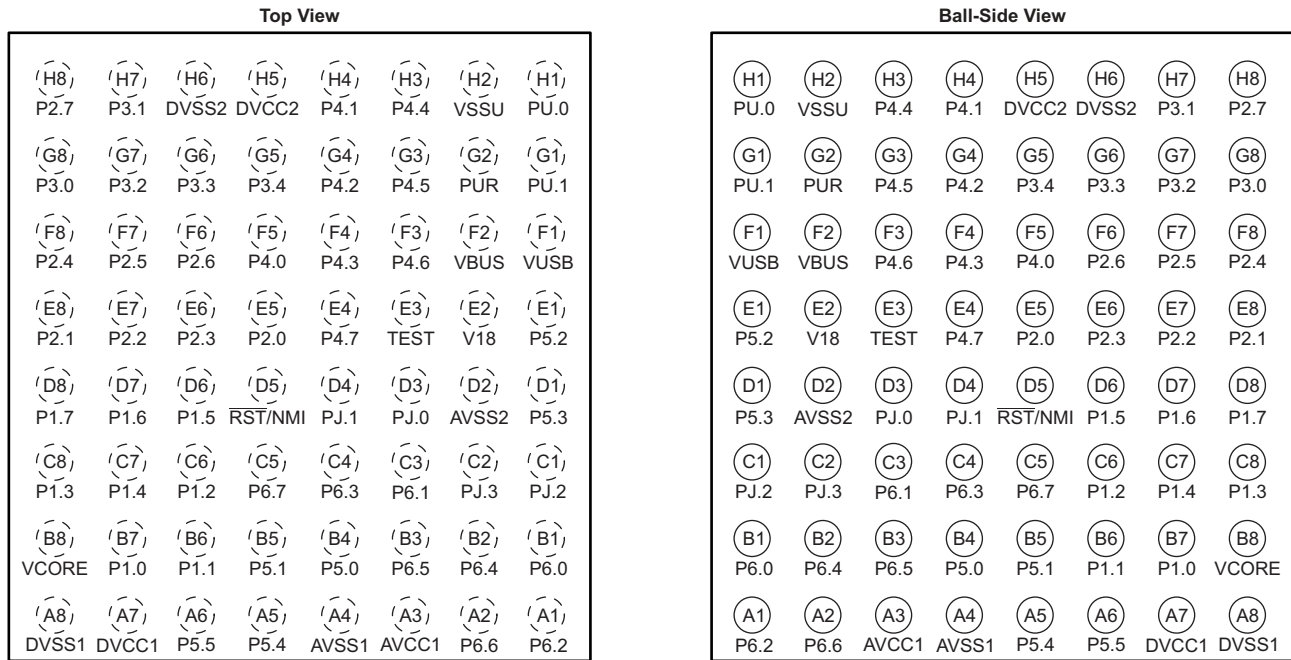 Top View Ball-Side View
H8 H7 H6 H5 H4 H3 H2 H1 H1 H2 H3 H4 H5 H6 H7 H8
P2.7 P3.1 DVSS2 DVCC2 P4.1 P4.4 VSSU PU.0 PU.0 VSSU P4.4 P4.1 DVCC2 DVSS2 P3.1 P2.7
G8 G7 G6 G5 G4 G3 G2 G1 G1 G2 G3 G4 G5 G6 G7 G8
P3.0 P3.2 P3.3 P3.4 P4.2 P4.5 PUR PU.1 PU.1 PUR P4.5 P4.2 P3.4 P3.3 P3.2 P3.0
F8 F7 F6 F5 F4 F3 F2 F1 F1 F2 F3 F4 F5 F6 F7 F8
P2.4 P2.5 P2.6 P4.0 P4.3 P4.6 VBUS VUSB VUSB VBUS P4.6 P4.3 P4.0 P2.6 P2.5 P2.4
E8 E7 E6 E5 E4 E3 E2 E1 E1 E2 E3 E4 E5 E6 E7 E8
P2.1 P2.2 P2.3 P2.0 P4.7 TEST V18 P5.2 P5.2 V18 TEST P4.7 P2.0 P2.3 P2.2 P2.1
D8 D7 D6 D5 D4 D3 D2 D1 D1 D2 D3 D4 D5 D6 D7 D8
P1.7 P1.6 P1.5 RST/NMI PJ.1 PJ.0 AVSS2 P5.3 P5.3 AVSS2 PJ.0 PJ.1 RST/NMI P1.5 P1.6 P1.7
C8 C7 C6 C5 C4 C3 C2 C1 C1 C2 C3 C4 C5 C6 C7 C8
P1.3 P1.4 P1.2 P6.7 P6.3 P6.1 PJ.3 PJ.2 PJ.2 PJ.3 P6.1 P6.3 P6.7 P1.2 P1.4 P1.3
B8 B7 B6 B5 B4 B3 B2 B1 B1 B2 B3 B4 B5 B6 B7 B8
VCORE P1.0 P1.1 P5.1 P5.0 P6.5 P6.4 P6.0 P6.0 P6.4 P6.5 P5.0 P5.1 P1.1 P1.0 VCORE
A8 A7 A6 A5 A4 A3 A2 A1 A1 A2 A3 A4 A5 A6 A7 A8
DVSS1 DVCC1 P5.5 P5.4 AVSS1 AVCC1 P6.6 P6.2 P6.2 P6.6 AVCC1 AVSS1 P5.4 P5.5 DVCC1 DVSS1